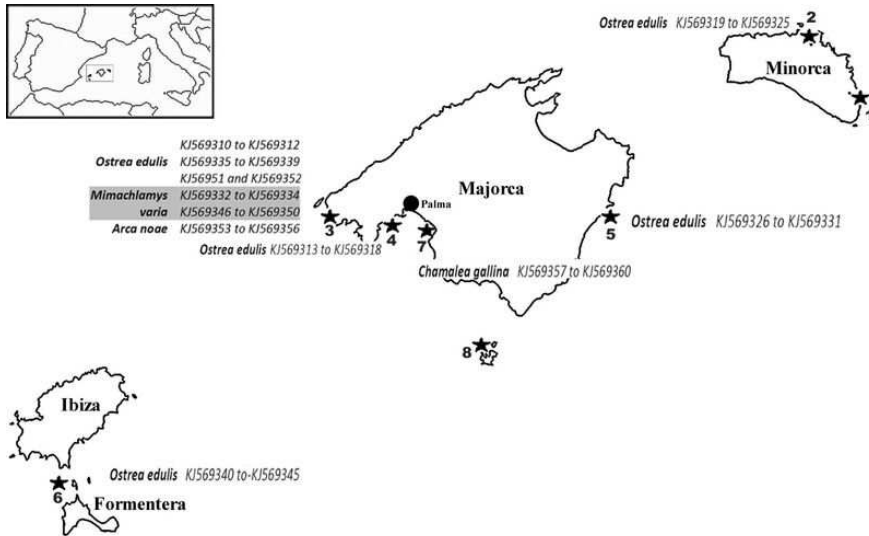 Ostrea edulis KJ569319 to KJ569325
2
Minorca
1
KJ569310 to KJ569312
Ostrea edulis KJ569335 to KJ569339
KJ56951 and KJ569352
Mimachlamys KJ569332 to KJ569334
varia KJ569346 to KJ569350
Arca noae KJ569353 to KJ569356
Majorca
Palma
3
4
7
5
Ostrea edulis KJ569326 to KJ569331
Ostrea edulis KJ569313 to KJ569318
Chamalea gallina KJ569357 to KJ569360
8
Ibiza
Ostrea edulis KJ569340 to-KJ569345
6
Formentera